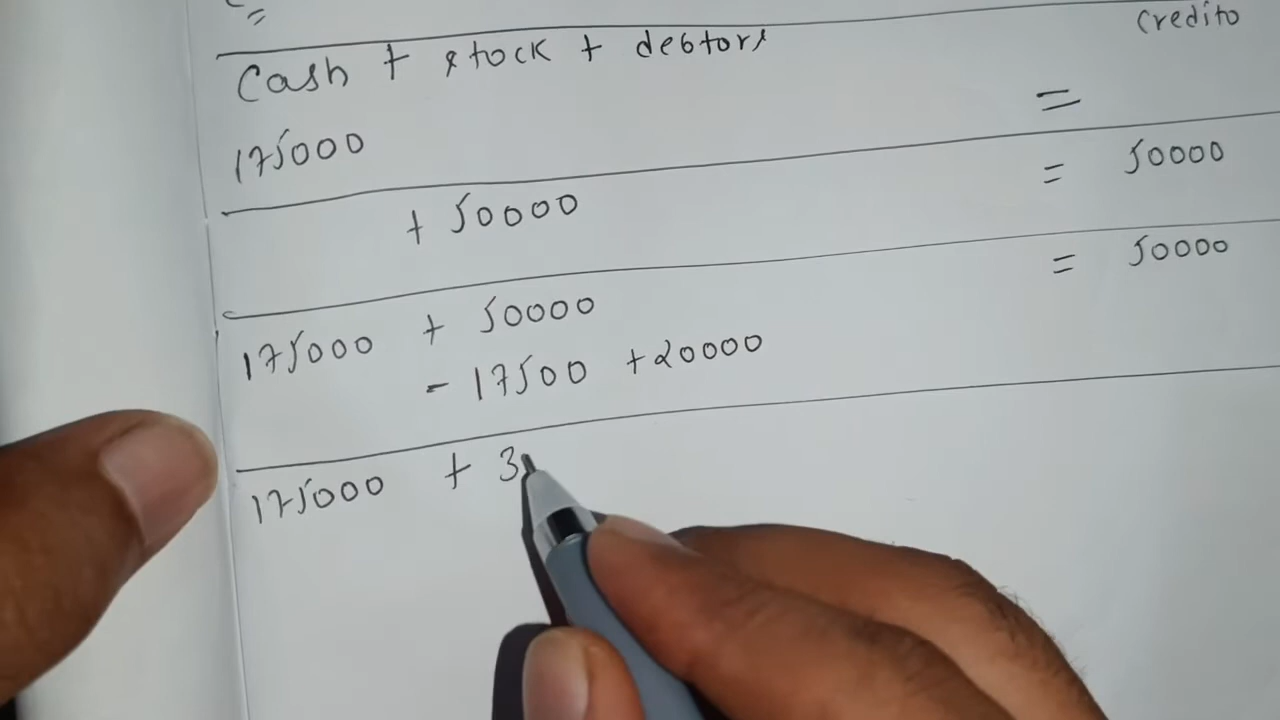 Cash + stock + debtors Credito
175000 =
+ 50000 = 50000
175000 + 50000 = 50000
- 17500 +20000
175000 + 3